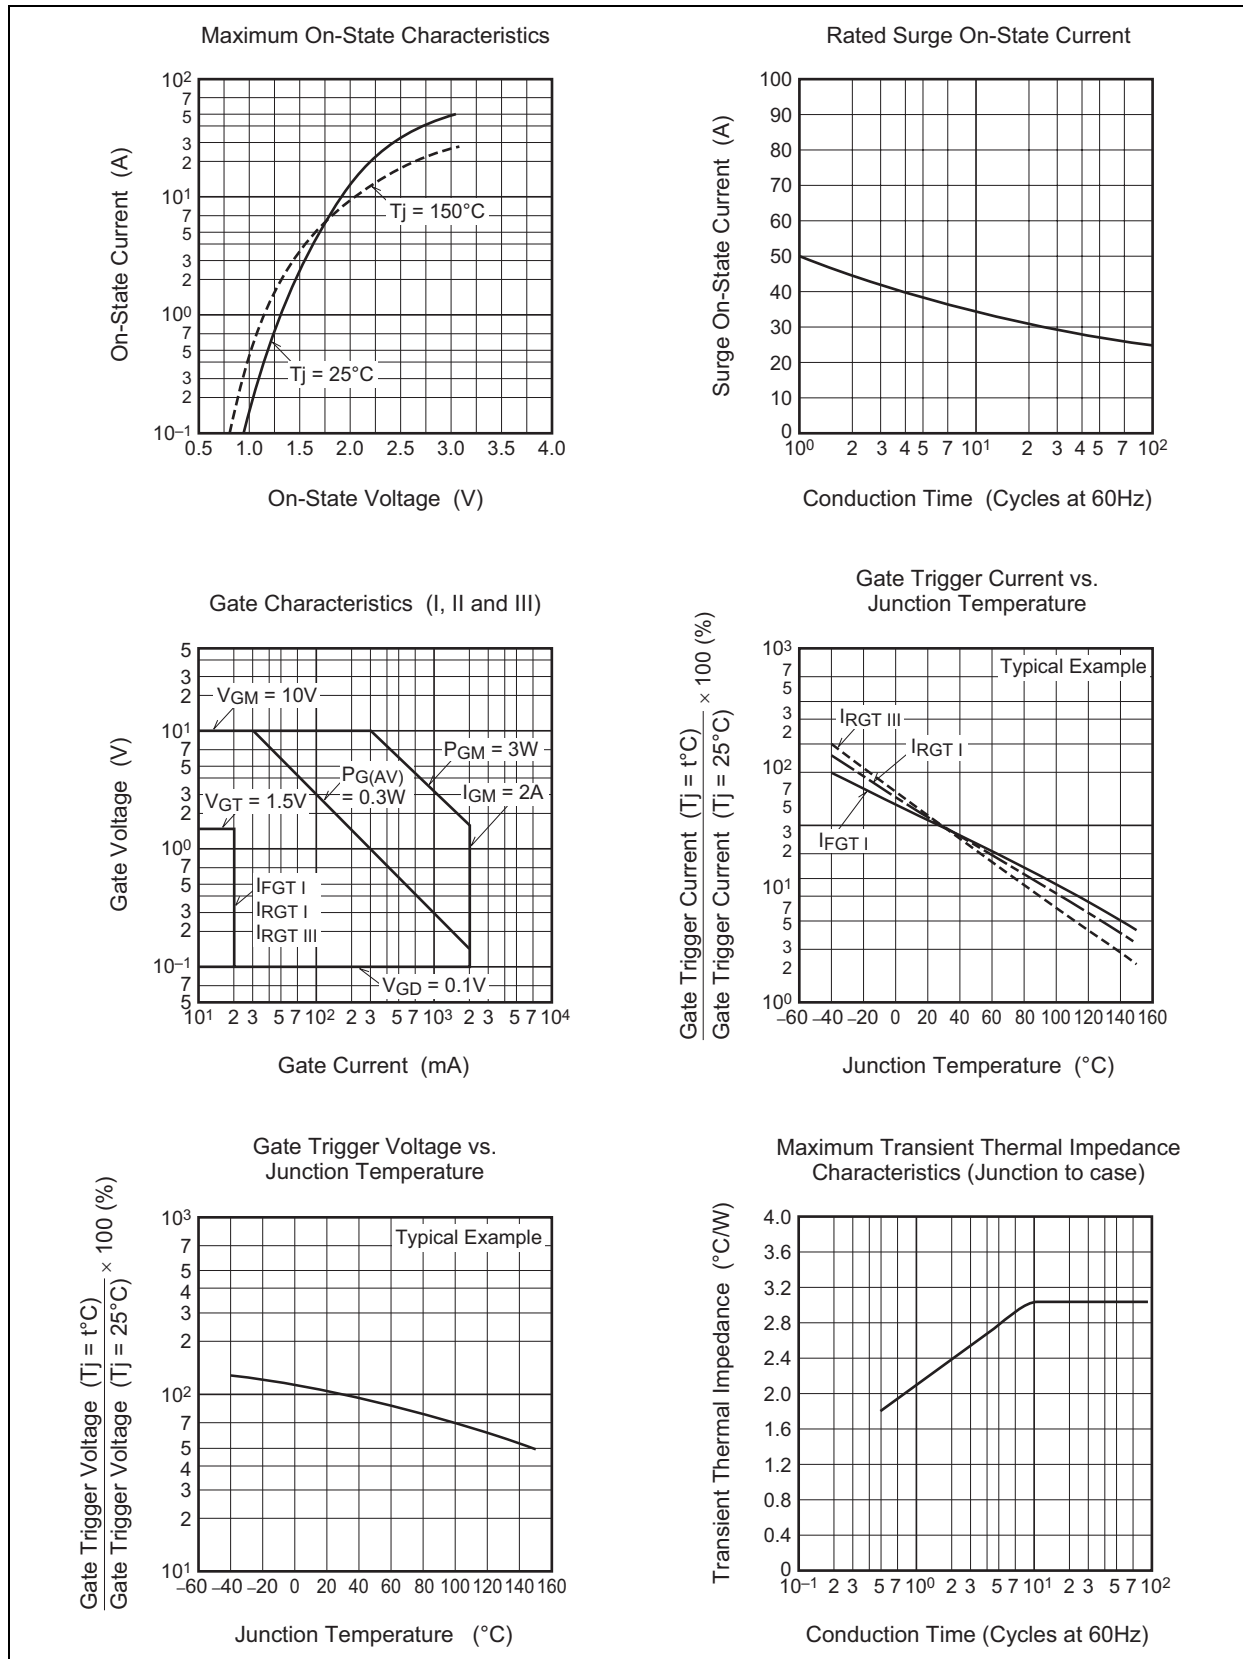 Maximum On-State Characteristics
On-State Current (A)
10²
7
5
3
2
10¹
7
5
3
2
10⁰
7
5
3
2
10–¹
Tj = 150°C
Tj = 25°C
0.5 1.0 1.5 2.0 2.5 3.0 3.5 4.0
On-State Voltage (V)
Rated Surge On-State Current
Surge On-State Current (A)
100
90
80
70
60
50
40
30
20
10
0
10⁰ 2 3 4 5 7 10¹ 2 3 4 5 7 10²
Conduction Time (Cycles at 60Hz)
Gate Characteristics (I, II and III)
Gate Voltage (V)
5
3
2
10¹
7
5
3
2
10⁰
7
5
3
2
10–¹
7
5
VGM = 10V
PGM = 3W
PG(AV)
= 0.3W
IGM = 2A
VGT = 1.5V
IFGT I
IRGT I
IRGT III
VGD = 0.1V
10¹ 2 3 5 7 10² 2 3 5 7 10³ 2 3 5 7 10⁴
Gate Current (mA)
Gate Trigger Current vs.
Junction Temperature
Gate Trigger Current (Tj = t°C)
Gate Trigger Current (Tj = 25°C)
× 100 (%)
10³
7
5
3
2
10²
7
5
3
2
10¹
7
5
3
2
10⁰
Typical Example
IRGT III
IRGT I
IFGT I
–60 –40 –20 0 20 40 60 80 100 120 140 160
Junction Temperature (°C)
Gate Trigger Voltage vs.
Junction Temperature
Gate Trigger Voltage (Tj = t°C)
Gate Trigger Voltage (Tj = 25°C)
× 100 (%)
10³
7
5
4
3
2
10²
7
5
4
3
2
10¹
Typical Example
–60 –40 –20 0 20 40 60 80 100 120 140 160
Junction Temperature (°C)
Maximum Transient Thermal Impedance
Characteristics (Junction to case)
Transient Thermal Impedance (°C/W)
4.0
3.6
3.2
2.8
2.4
2.0
1.6
1.2
0.8
0.4
0
10–¹ 2 3 5 7 10⁰ 2 3 5 7 10¹ 2 3 5 7 10²
Conduction Time (Cycles at 60Hz)